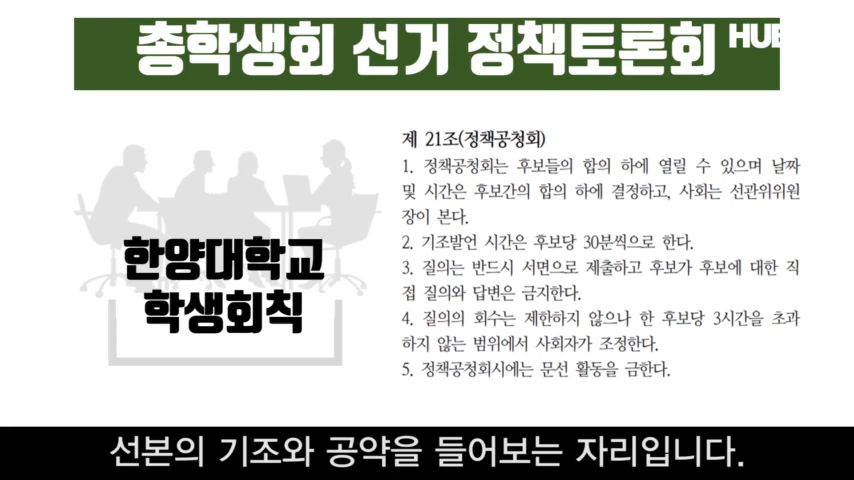 총학생회 선거 정책토론회
HUB
제 21조(정책공청회)
1. 정책공청회는 후보들의 합의 하에 열릴 수 있으며 날짜
및 시간은 후보간의 합의 하에 결정하고, 사회는 선관위위원
장이 본다.
2. 기조발언 시간은 후보당 30분씩으로 한다.
3. 질의는 반드시 서면으로 제출하고 후보가 후보에 대한 직
접 질의와 답변은 금지한다.
4. 질의의 회수는 제한하지 않으나 한 후보당 3시간을 초과
하지 않는 범위에서 사회자가 조정한다.
5. 정책공청회시에는 문선 활동을 금한다.
한양대학교
학생회칙
선본의 기조와 공약을 들어보는 자리입니다.